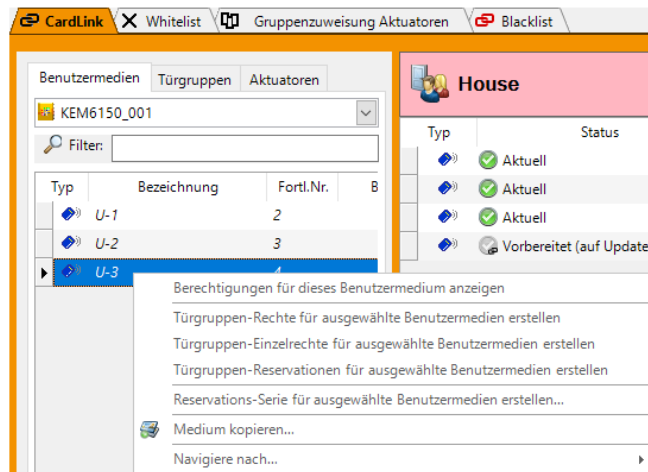 CardLink Whitelist Gruppenzuweisung Aktuatoren Blacklist
Benutzermedien Türgruppen Aktuatoren
KEM6150_001
Filter:
Typ Bezeichnung Fortl.Nr. B
U-1 2
U-2 3
U-3 4
House
Typ Status
Aktuell
Aktuell
Aktuell
Vorbereitet (auf Update
Berechtigungen für dieses Benutzermedium anzeigen
Türgruppen-Rechte für ausgewählte Benutzermedien erstellen
Türgruppen-Einzelrechte für ausgewählte Benutzermedien erstellen
Türgruppen-Reservationen für ausgewählte Benutzermedien erstellen
Reservations-Serie für ausgewählte Benutzermedien erstellen...
Medium kopieren...
Navigiere nach...